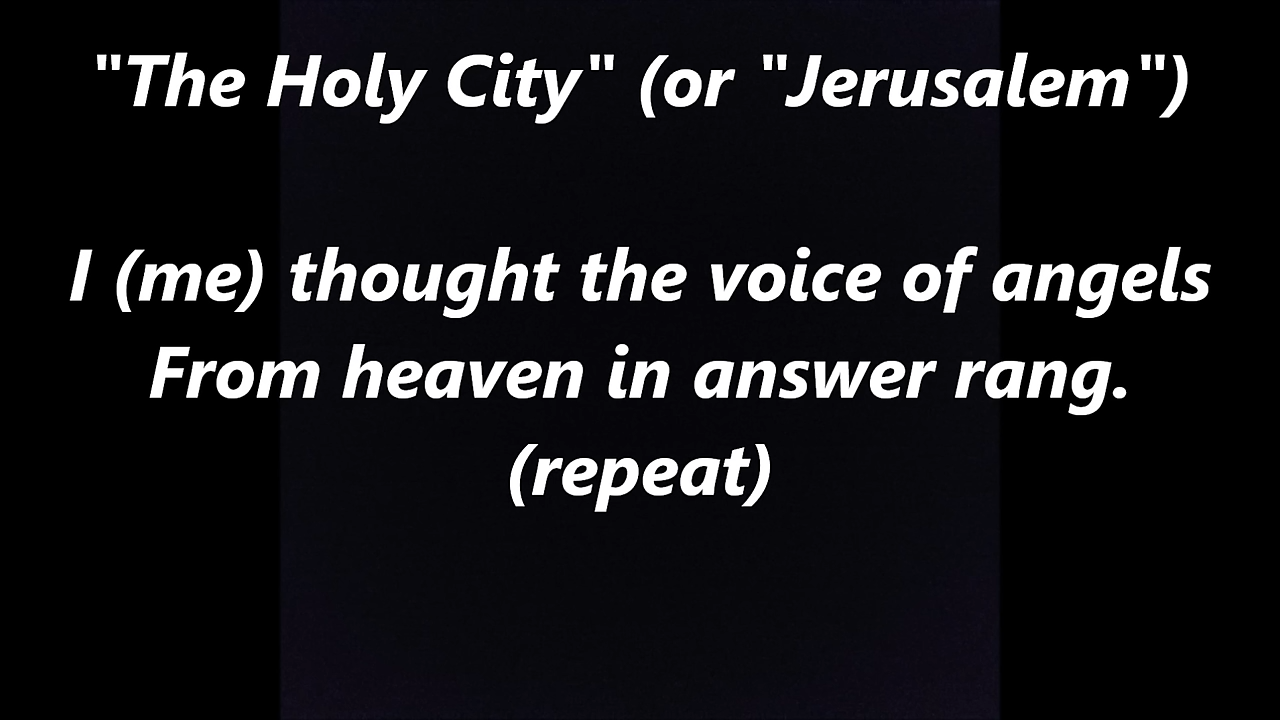 "The Holy City" (or "Jerusalem")
I (me) thought the voice of angels
From heaven in answer rang.
(repeat)